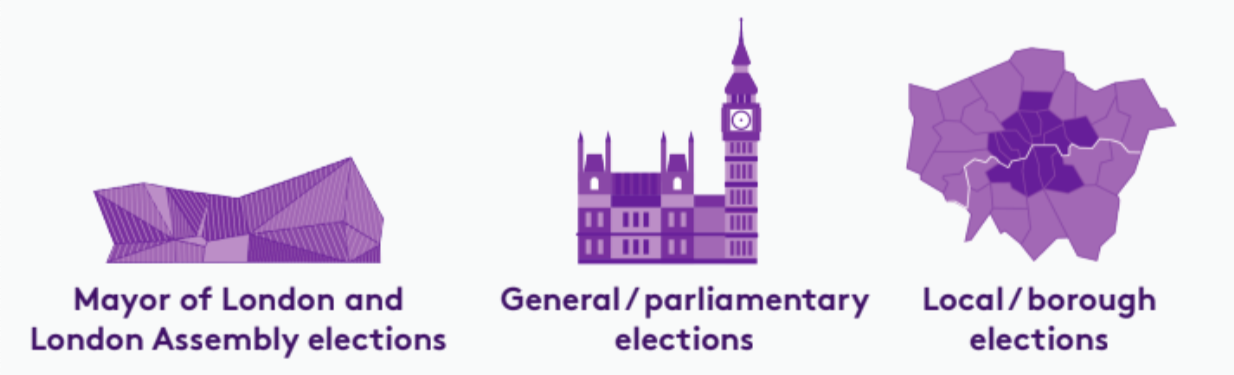 Mayor of London and
London Assembly elections
General/parliamentary
elections
Local/borough
elections